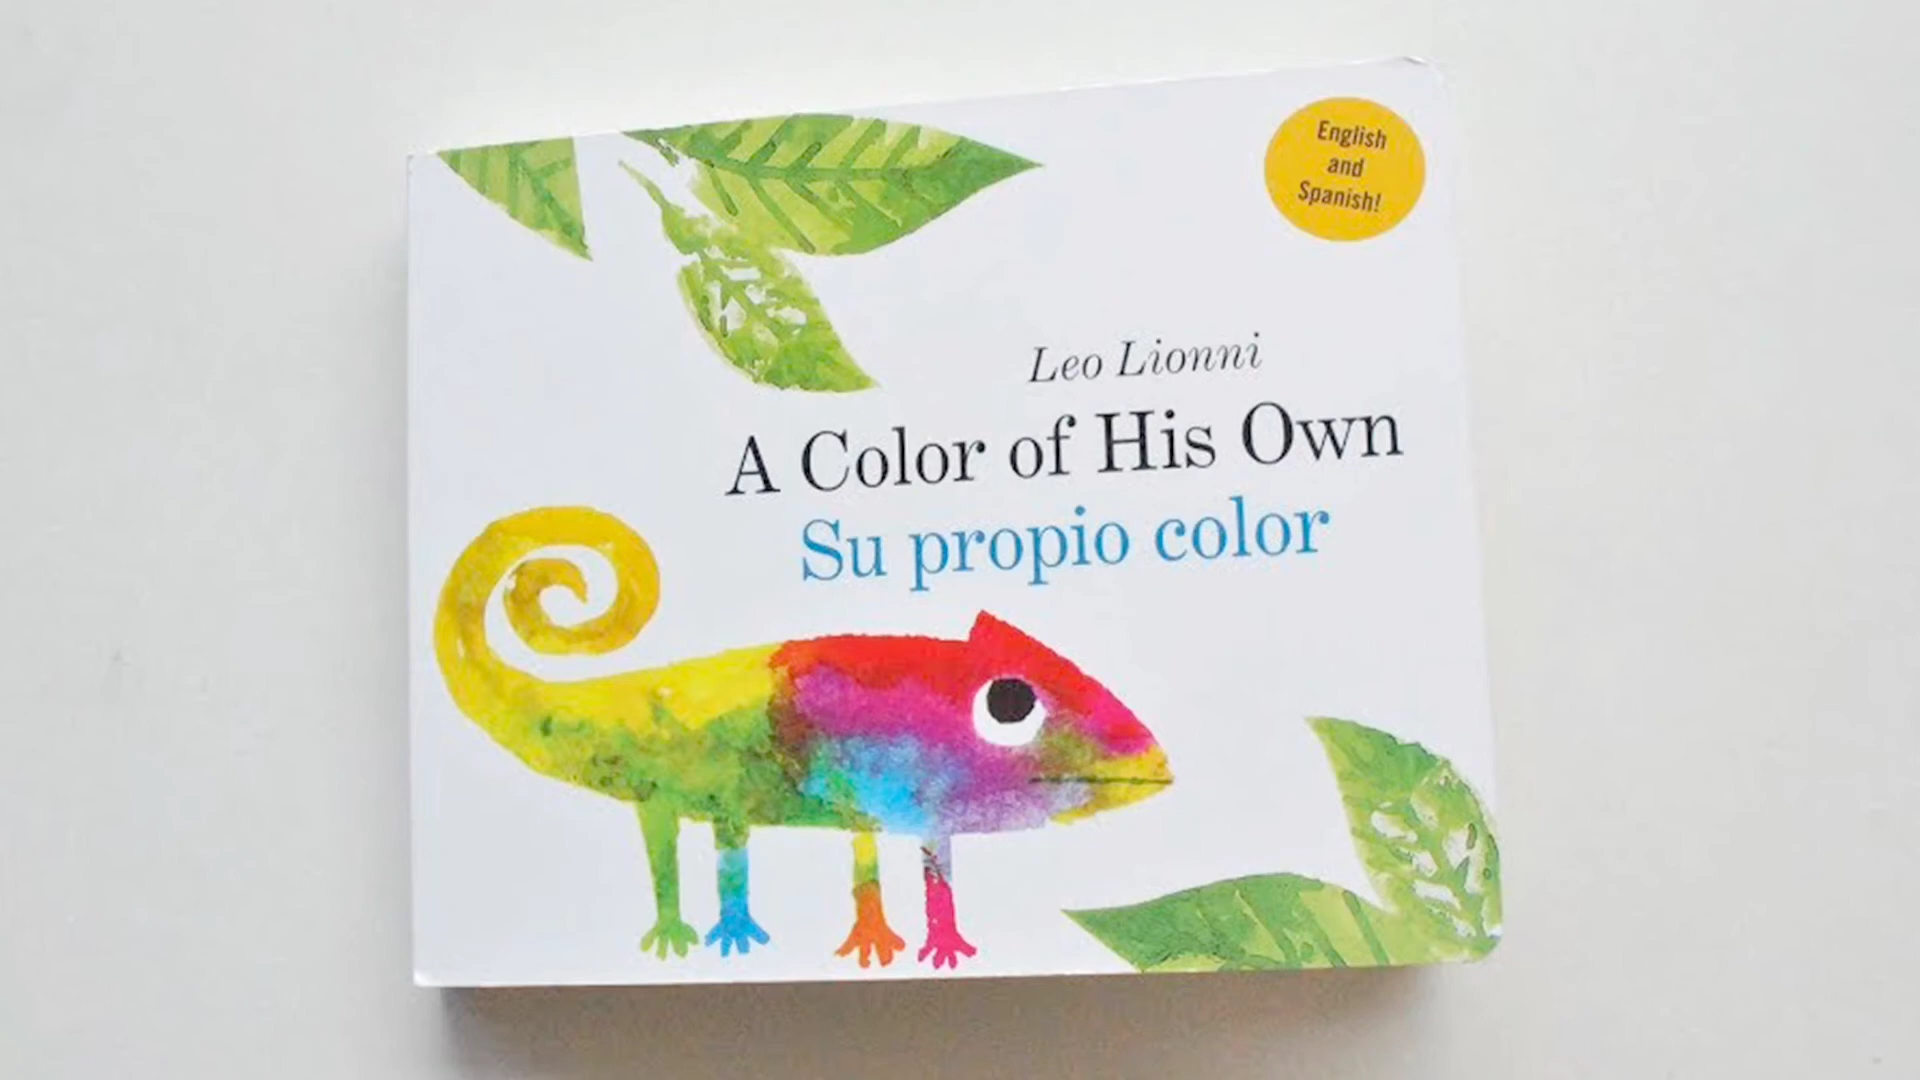 English
and
Spanish!
Leo Lionni
A Color of His Own
Su propio color